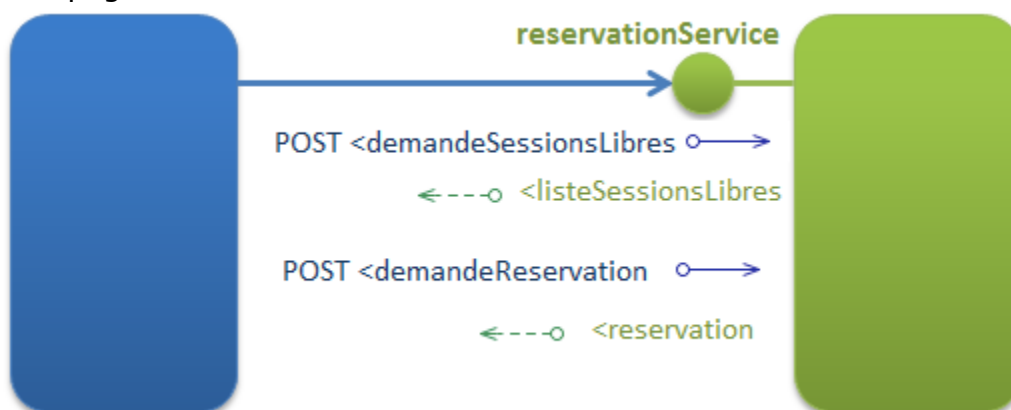 reservationService
POST <demandeSessionsLibres
<listeSessionsLibres
POST <demandeReservation
<reservation